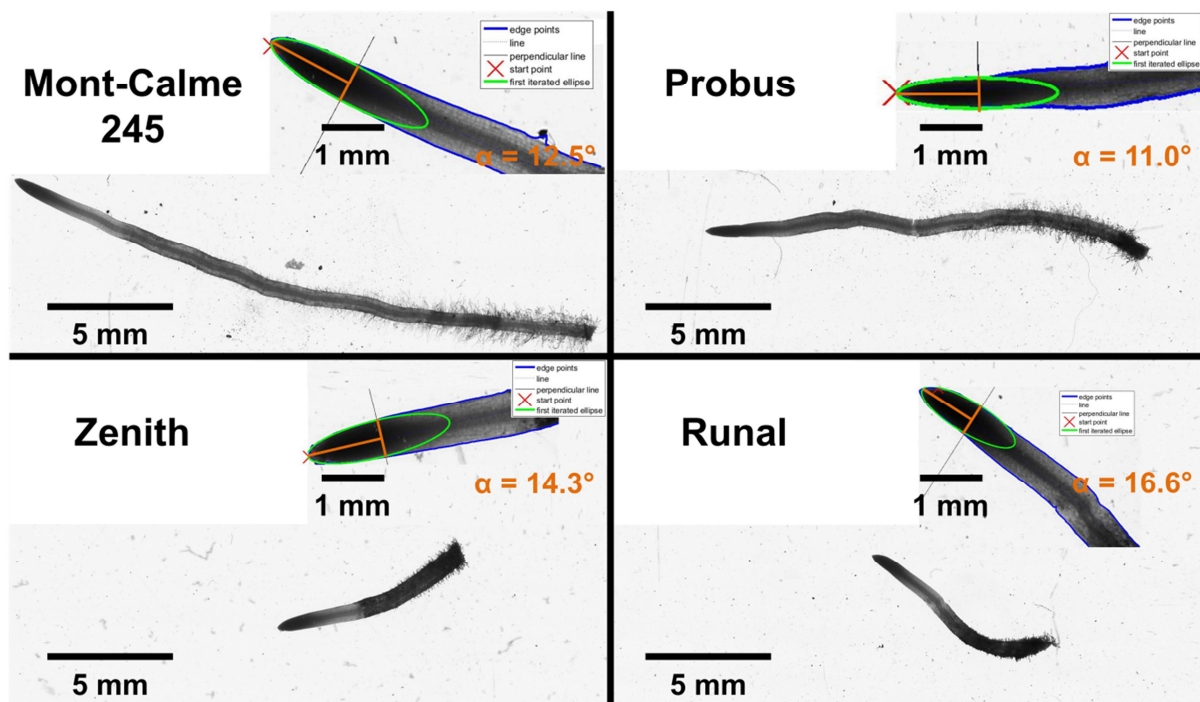 Mont-Calme
245
edge points
line
perpendicular line
start point
first iterated ellipse
1 mm
α = 12.5°
5 mm
Probus
edge points
line
perpendicular line
start point
first iterated ellipse
1 mm
α = 11.0°
5 mm
Zenith
edge points
line
perpendicular line
start point
first iterated ellipse
1 mm
α = 14.3°
5 mm
Runal
edge points
line
perpendicular line
start point
first iterated ellipse
1 mm
α = 16.6°
5 mm